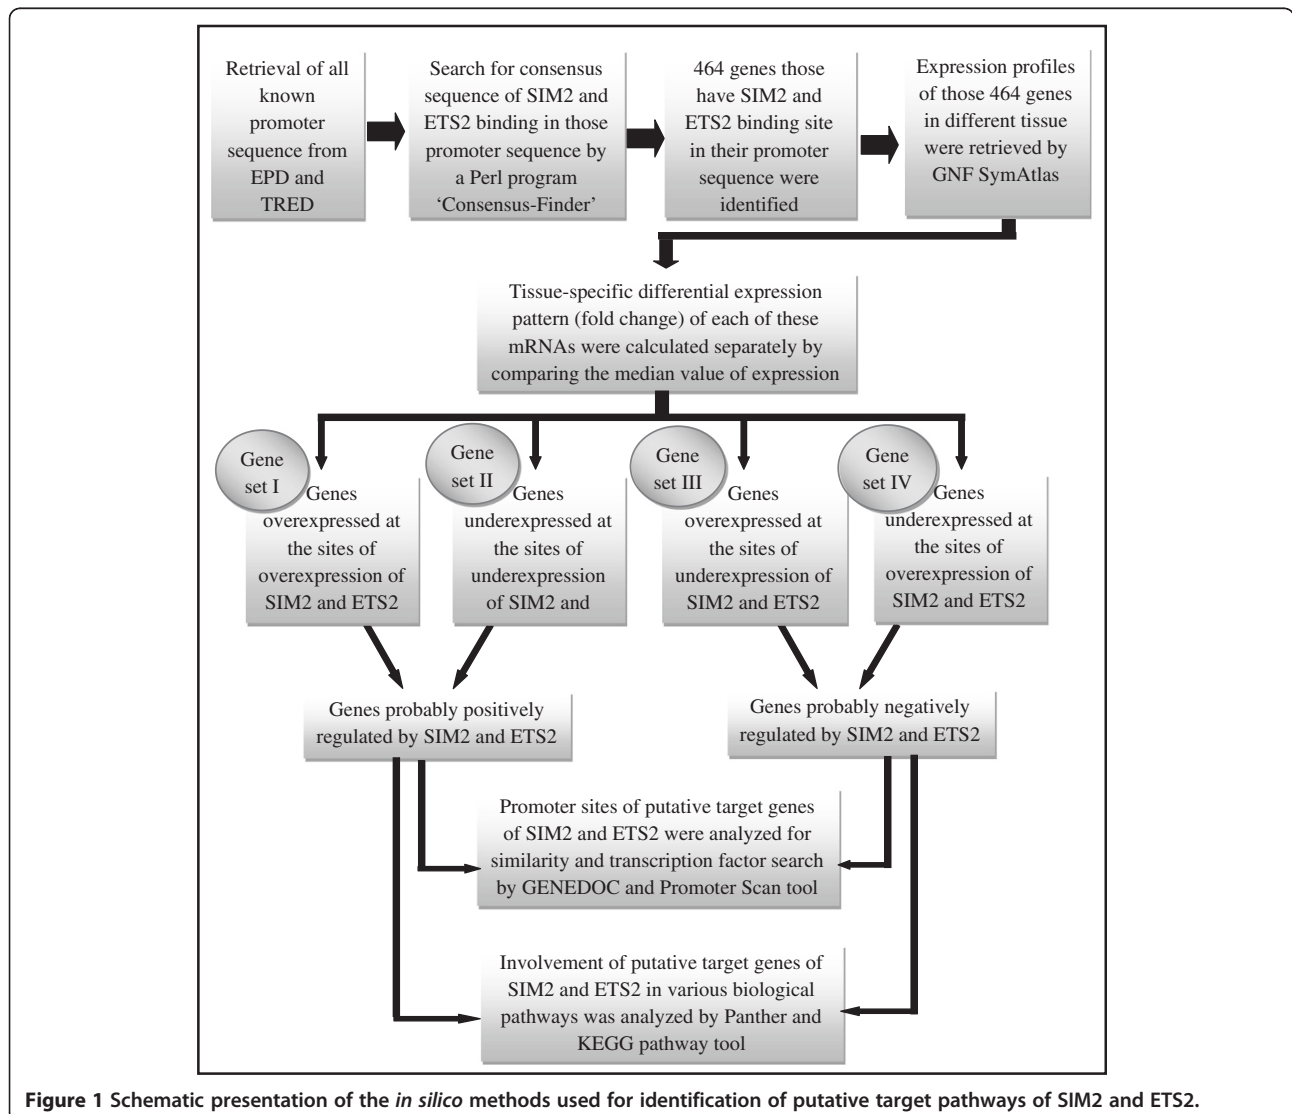 Retrieval of all
known
promoter
sequence from
EPD and
TRED
Search for consensus
sequence of SIM2 and
ETS2 binding in those
promoter sequence by
a Perl program
‘Consensus-Finder’
464 genes those
have SIM2 and
ETS2 binding site
in their promoter
sequence were
identified
Expression profiles
of those 464 genes
in different tissue
were retrieved by
GNF SymAtlas
Tissue-specific differential expression
pattern (fold change) of each of these
mRNAs were calculated separately by
comparing the median value of expression
Gene
set I
Genes
overexpressed at
the sites of
overexpression of
SIM2 and ETS2
Gene
set II
Genes
underexpressed at
the sites of
underexpression
of SIM2 and
Gene
set III
Genes
overexpressed at
the sites of
underexpression of
SIM2 and ETS2
Gene
set IV
Genes
underexpressed at
the sites of
overexpression of
SIM2 and ETS2
Genes probably positively
regulated by SIM2 and ETS2
Genes probably negatively
regulated by SIM2 and ETS2
Promoter sites of putative target genes
of SIM2 and ETS2 were analyzed for
similarity and transcription factor search
by GENEDOC and Promoter Scan tool
Involvement of putative target genes of
SIM2 and ETS2 in various biological
pathways was analyzed by Panther and
KEGG pathway tool
Figure 1 Schematic presentation of the in silico methods used for identification of putative target pathways of SIM2 and ETS2.